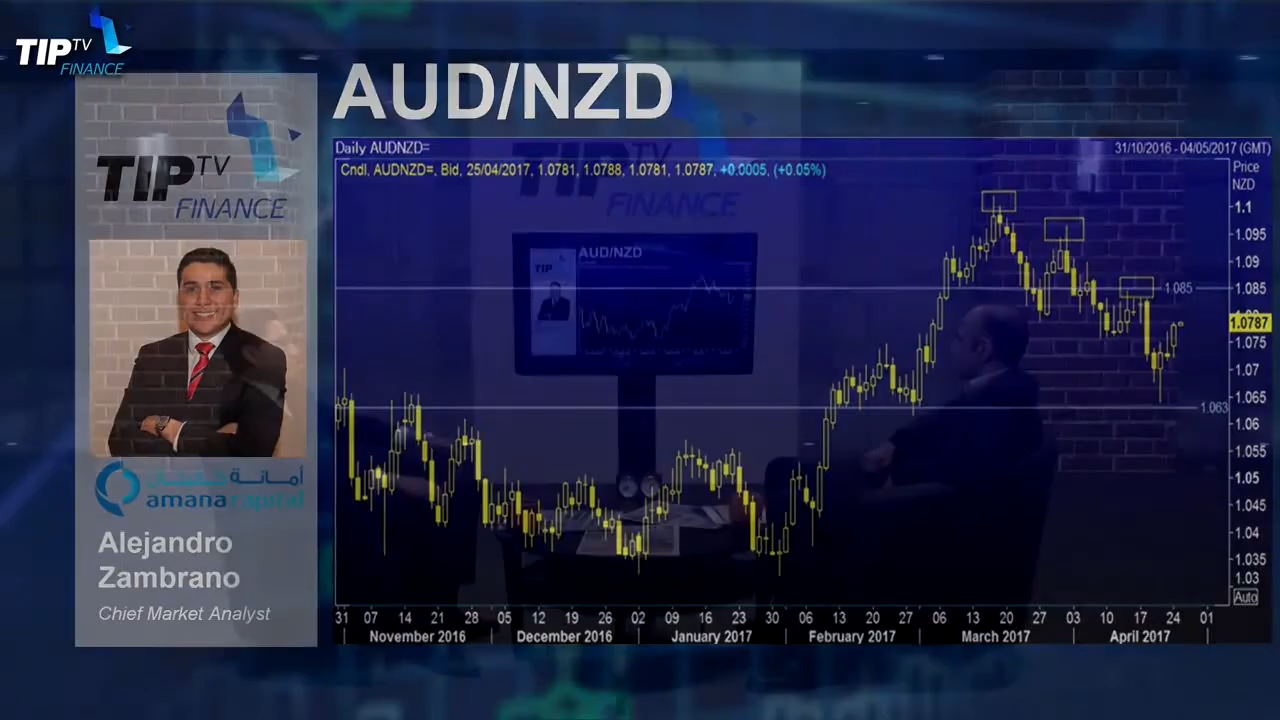 TIP TV
FINANCE
AUD/NZD
TIP TV
FINANCE
Daily AUDNZD=
31/10/2016 - 04/05/2017 (GMT)
Cndl, AUDNZD=, Bid, 25/04/2017, 1.0781, 1.0788, 1.0781, 1.0787, +0.0005, (+0.05%)
Price
NZD
1.1
1.095
1.09
1.085
1.085
1.0787
1.075
1.07
1.065
1.063
1.06
1.055
1.05
1.045
1.04
1.035
1.03
Auto
TIP TV
FINANCE
TIP
AUD/NZD
amana capital
Alejandro
Zambrano
Chief Market Analyst
31 07 14 21 28 05 12 19 26 02 09 16 23 30 06 13 20 27 06 13 20 27 03 10 17 24 01
November 2016 December 2016 January 2017 February 2017 March 2017 April 2017